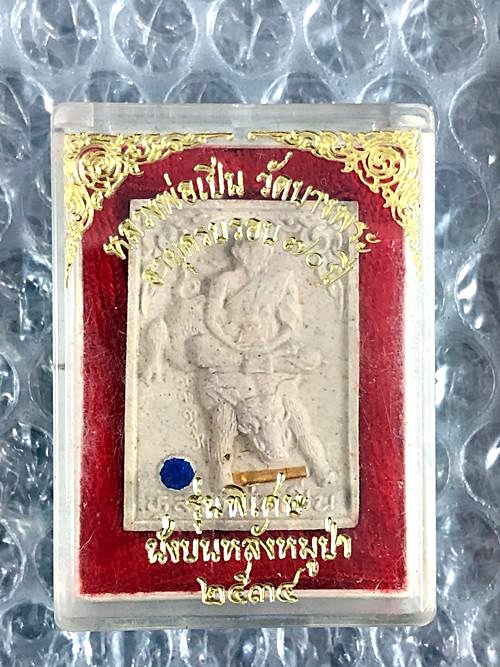 หลวงพ่อเปิ่น วัดบางพระ
อายุครบรอบ ๗๐ ปี
รุ่นพิเศษ
นั่งบนหลังหมูป่า
๒๕๓๔